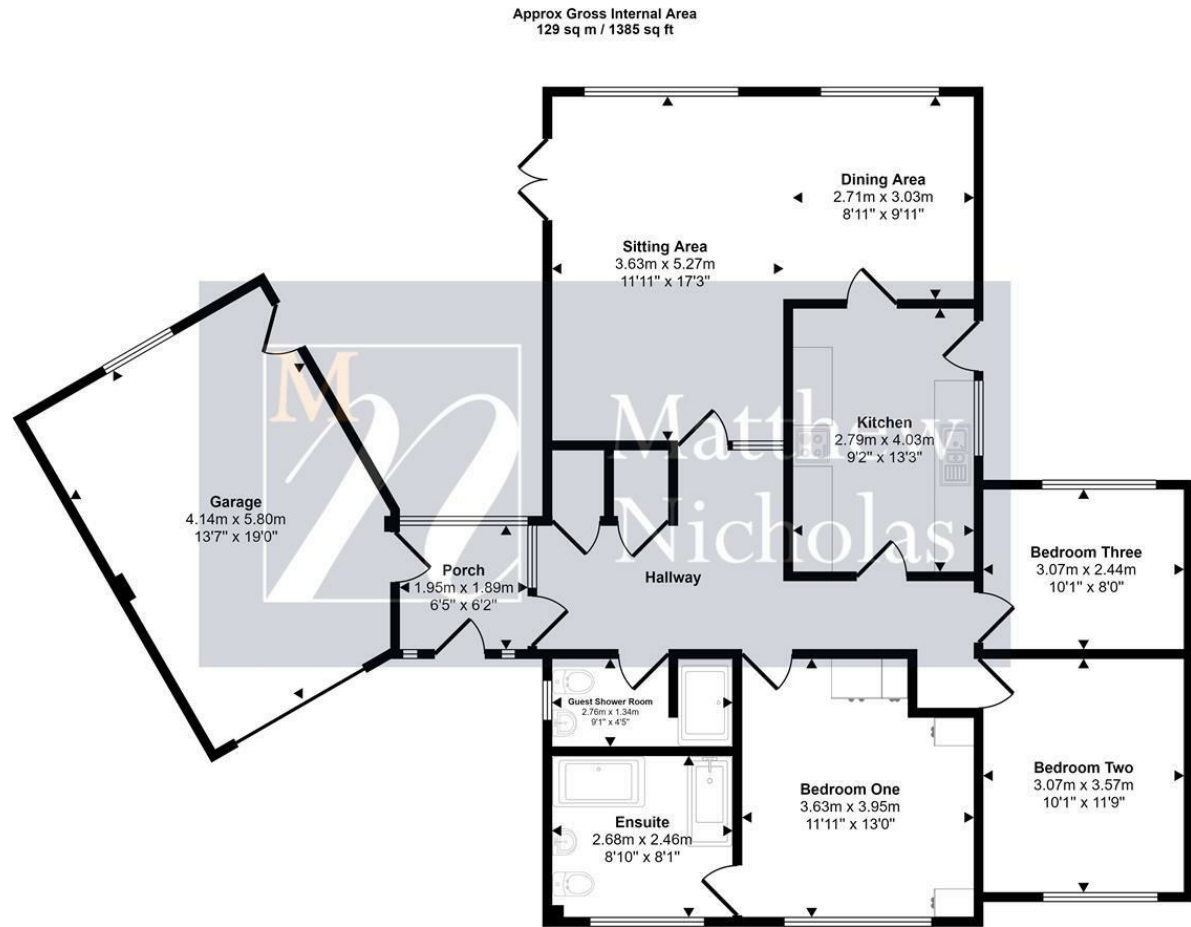 Approx Gross Internal Area
129 sq m / 1385 sq ft
Dining Area
2.71m x 3.03m
8'11" x 9'11"
Sitting Area
3.63m x 5.27m
11'11" x 17'3"
Kitchen
2.79m x 4.03m
9'2" x 13'3"
Garage
4.14m x 5.80m
13'7" x 19'0"
Porch
1.95m x 1.89m
6'5" x 6'2"
Hallway
Bedroom Three
3.07m x 2.44m
10'1" x 8'0"
Guest Shower Room
2.76m x 1.34m
9'1" x 4'5"
Bedroom One
3.63m x 3.95m
11'11" x 13'0"
Bedroom Two
3.07m x 3.57m
10'1" x 11'9"
Ensuite
2.68m x 2.46m
8'10" x 8'1"
M
n
Matthew
Nicholas